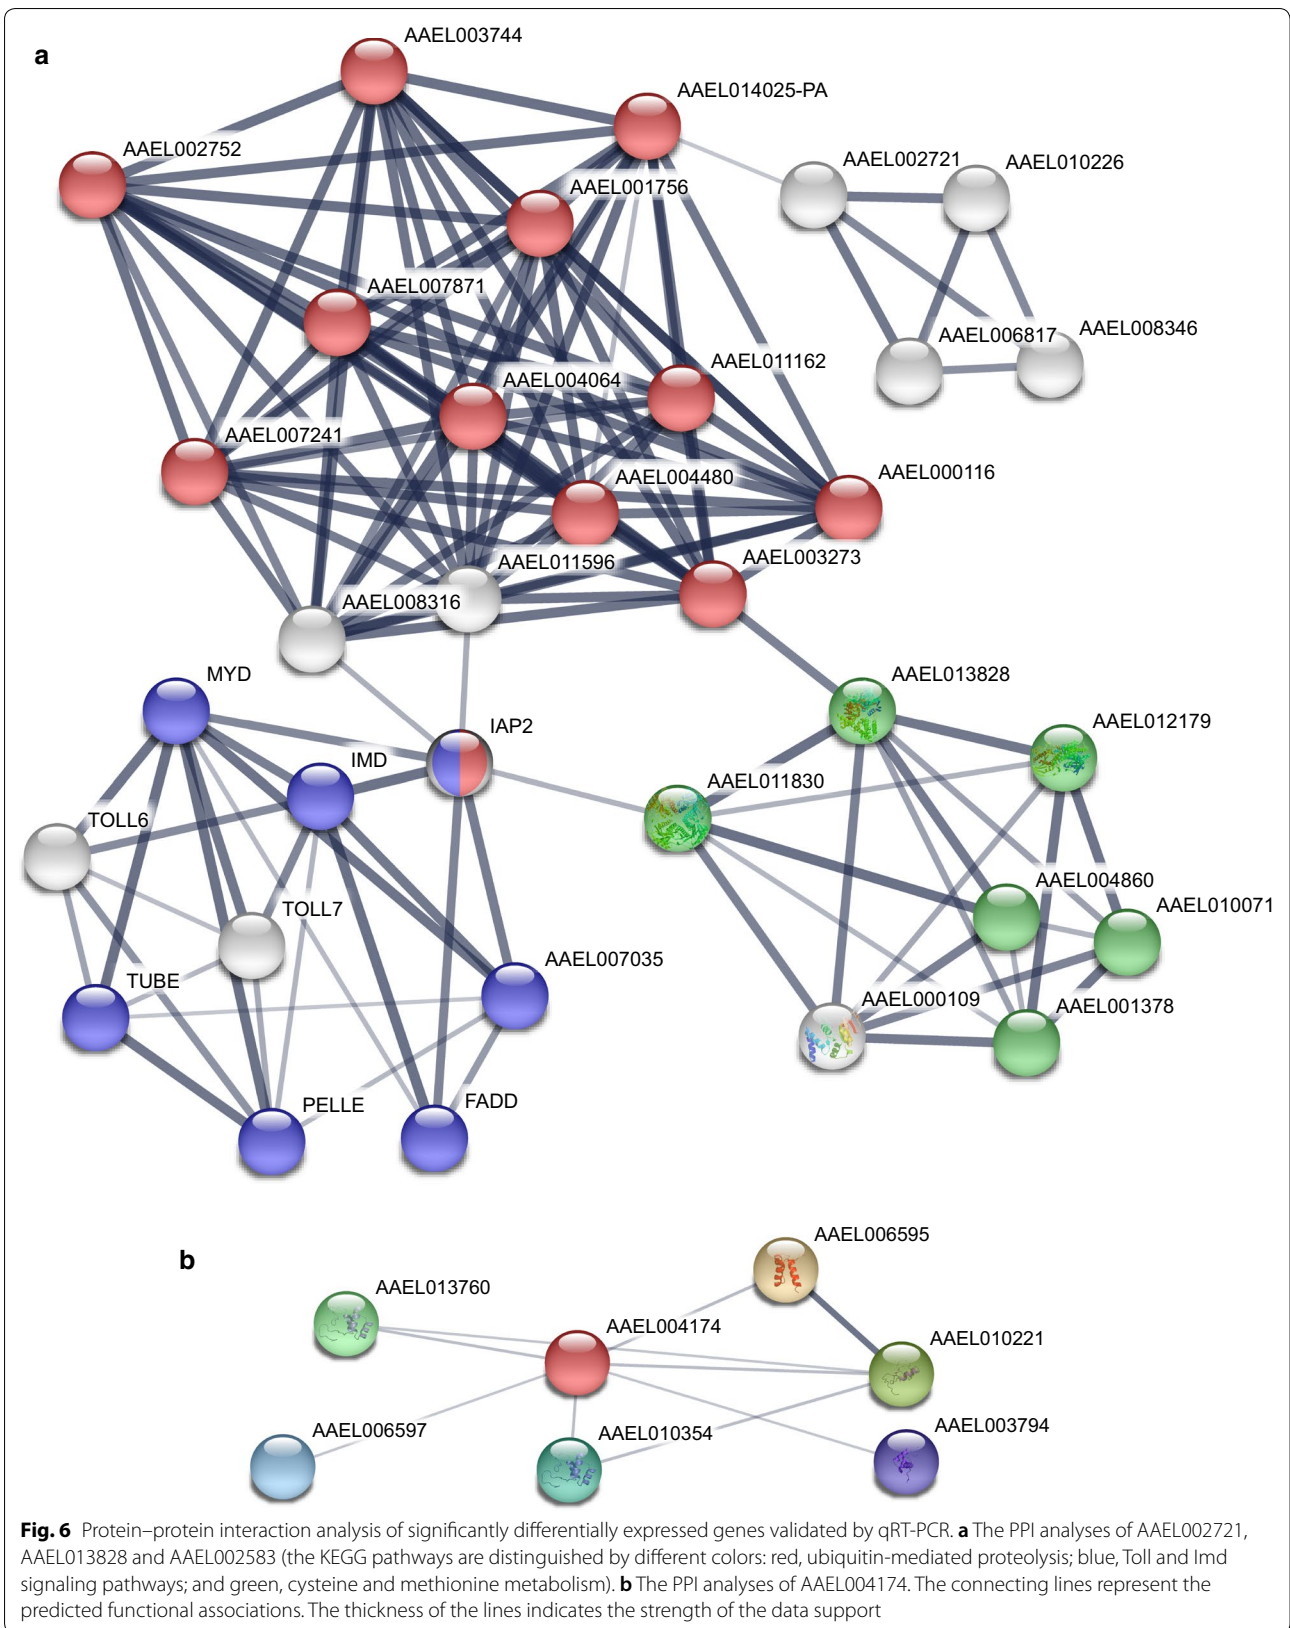 a
AAEL003744
AAEL014025-PA
AAEL002752
AAEL002721
AAEL010226
AAEL001756
AAEL007871
AAEL006817
AAEL008346
AAEL011162
AAEL004064
AAEL007241
AAEL004480
AAEL000116
AAEL011596
AAEL003273
AAEL008316
MYD
AAEL013828
IAP2
AAEL012179
IMD
AAEL011830
TOLL6
AAEL004860
TOLL7
AAEL010071
AAEL007035
TUBE
AAEL000109
AAEL001378
PELLE
FADD
b
AAEL006595
AAEL013760
AAEL004174
AAEL010221
AAEL006597
AAEL010354
AAEL003794
Fig. 6 Protein–protein interaction analysis of significantly differentially expressed genes validated by qRT-PCR. a The PPI analyses of AAEL002721,
AAEL013828 and AAEL002583 (the KEGG pathways are distinguished by different colors: red, ubiquitin-mediated proteolysis; blue, Toll and Imd
signaling pathways; and green, cysteine and methionine metabolism). b The PPI analyses of AAEL004174. The connecting lines represent the
predicted functional associations. The thickness of the lines indicates the strength of the data support